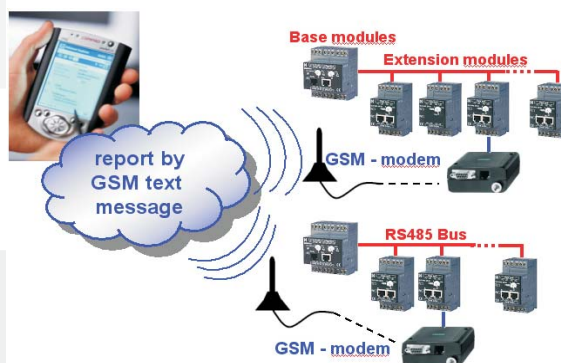 Base modules
Extension modules
report by
GSM text
message
GSM - modem
RS485 Bus
GSM - modem